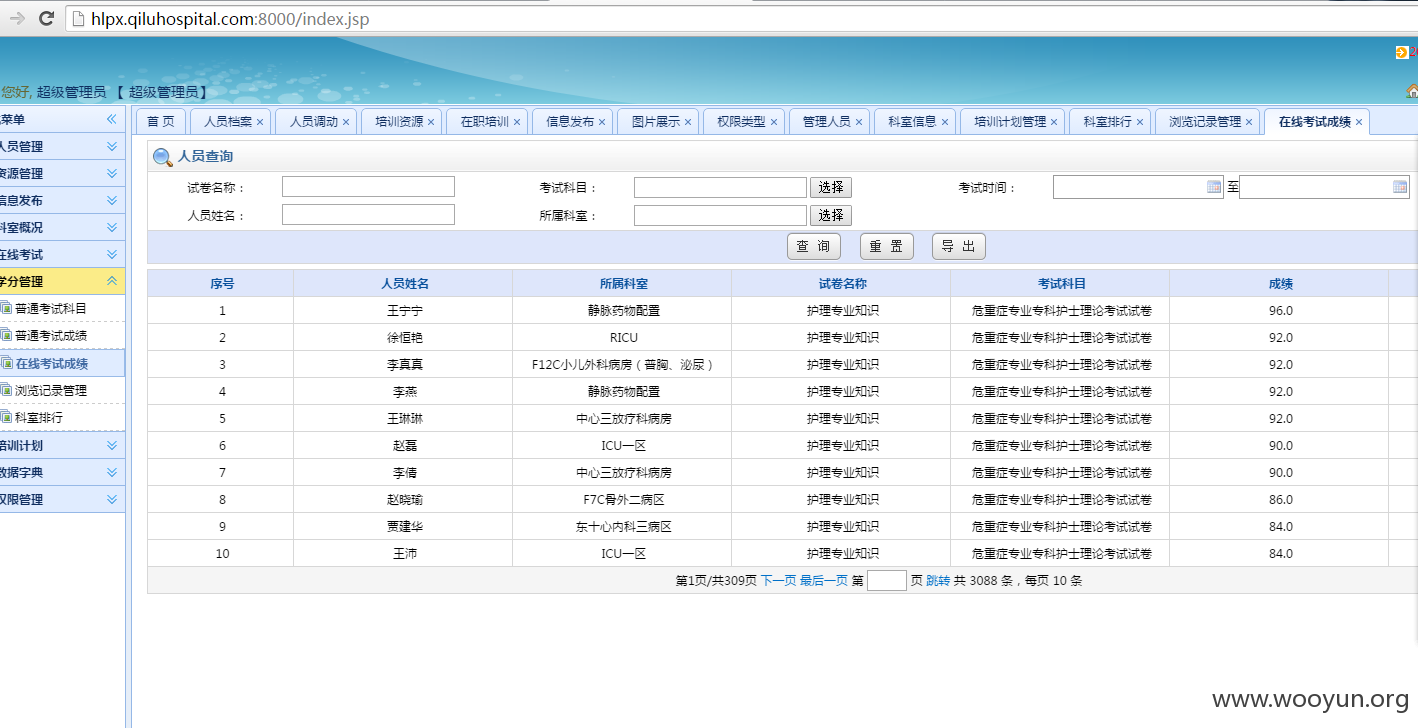 hlpx.qiluhospital.com:8000/index.jsp
您好, 超级管理员 【 超级管理员】
菜单
首 页 人员档案 × 人员调动 × 培训资源 × 在职培训 × 信息发布 × 图片展示 × 权限类型 × 管理人员 × 科室信息 × 培训计划管理 × 科室排行 × 浏览记录管理 × 在线考试成绩 ×
人员管理
资源管理
信息发布
科室概况
在线考试
学分管理
普通考试科目
普通考试成绩
在线考试成绩
浏览记录管理
科室排行
培训计划
数据字典
权限管理
人员查询
试卷名称： 考试科目： 选择 考试时间： 至
人员姓名： 所属科室： 选择
查 询 重 置 导 出
序号 人员姓名 所属科室 试卷名称 考试科目 成绩
1 王宁宁 静脉药物配置 护理专业知识 危重症专业专科护士理论考试试卷 96.0
2 徐恒艳 RICU 护理专业知识 危重症专业专科护士理论考试试卷 92.0
3 李真真 F12C小儿外科病房（普胸、泌尿） 护理专业知识 危重症专业专科护士理论考试试卷 92.0
4 李燕 静脉药物配置 护理专业知识 危重症专业专科护士理论考试试卷 92.0
5 王琳琳 中心三放疗科病房 护理专业知识 危重症专业专科护士理论考试试卷 92.0
6 赵磊 ICU一区 护理专业知识 危重症专业专科护士理论考试试卷 90.0
7 李倩 中心三放疗科病房 护理专业知识 危重症专业专科护士理论考试试卷 90.0
8 赵晓瑜 F7C骨外二病区 护理专业知识 危重症专业专科护士理论考试试卷 86.0
9 贾建华 东十心内科三病区 护理专业知识 危重症专业专科护士理论考试试卷 84.0
10 王沛 ICU一区 护理专业知识 危重症专业专科护士理论考试试卷 84.0
第1页/共309页 下一页 最后一页 第 页 跳转 共 3088 条，每页 10 条
www.wooyun.org